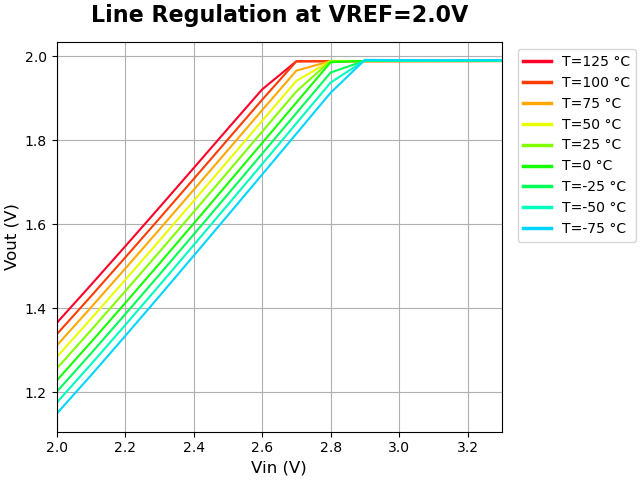 Line Regulation at VREF=2.0V
Vout (V)
2.0
1.8
1.6
1.4
1.2
2.0 2.2 2.4 2.6 2.8 3.0 3.2
Vin (V)
T=125 °C
T=100 °C
T=75 °C
T=50 °C
T=25 °C
T=0 °C
T=-25 °C
T=-50 °C
T=-75 °C